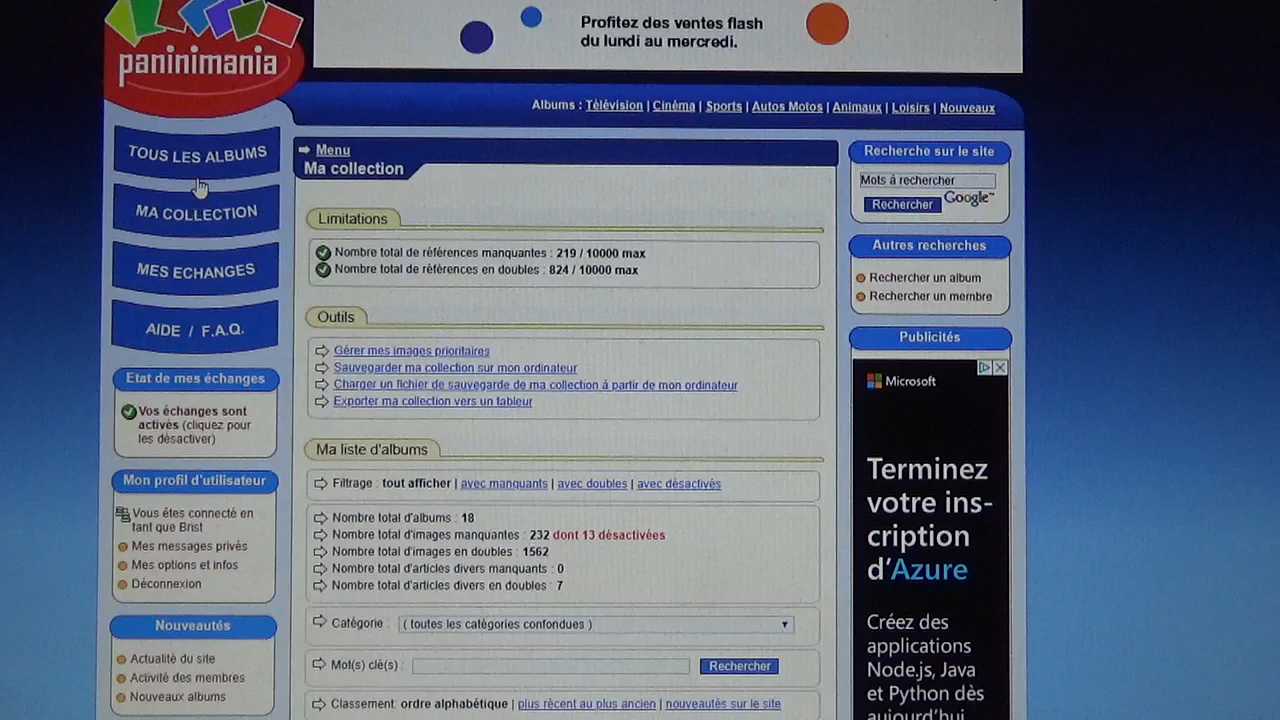 Profitez des ventes flash
du lundi au mercredi.
paninimania
Albums : Télévision | Cinéma | Sports | Autos Motos | Animaux | Loisirs | Nouveaux
TOUS LES ALBUMS
MA COLLECTION
MES ECHANGES
AIDE / F.A.Q.
Etat de mes échanges
Vos échanges sont
activés (cliquez pour
les désactiver)
Mon profil d'utilisateur
Vous êtes connecté en
tant que Brist
Mes messages privés
Mes options et infos
Déconnexion
Nouveautés
Actualité du site
Activité des membres
Nouveaux albums
Menu
Ma collection
Limitations
Nombre total de références manquantes : 219 / 10000 max
Nombre total de références en doubles : 824 / 10000 max
Outils
Gérer mes images prioritaires
Sauvegarder ma collection sur mon ordinateur
Charger un fichier de sauvegarde de ma collection à partir de mon ordinateur
Exporter ma collection vers un tableur
Ma liste d'albums
Filtrage : tout afficher | avec manquants | avec doubles | avec désactivés
Nombre total d'albums : 18
Nombre total d'images manquantes : 232 dont 13 désactivées
Nombre total d'images en doubles : 1562
Nombre total d'articles divers manquants : 0
Nombre total d'articles divers en doubles : 7
Catégorie : ( toutes les catégories confondues )
Mot(s) clé(s) : Rechercher
Classement : ordre alphabétique | plus récent au plus ancien | nouveautés sur le site
Recherche sur le site
Mots à rechercher
Rechercher Google™
Autres recherches
Rechercher un album
Rechercher un membre
Publicités
Microsoft
Terminez
votre ins-
cription
d'Azure
Créez des
applications
Node.js, Java
et Python dès
aujourd'hui